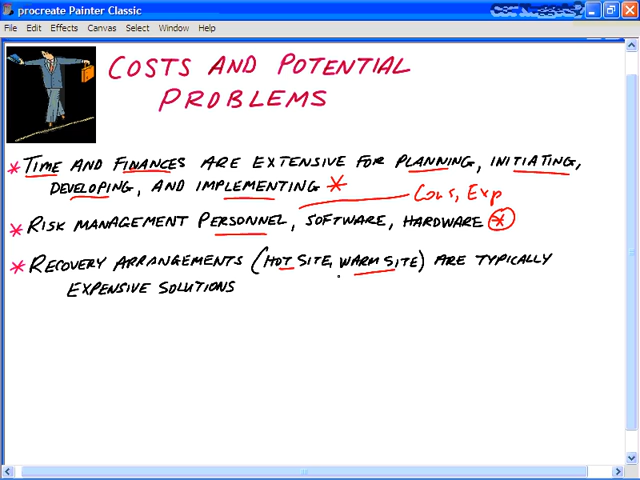 procreate Painter Classic
File Edit Effects Canvas Select Window Help
COSTS AND POTENTIAL
PROBLEMS
* TIME AND FINANCES ARE EXTENSIVE FOR PLANNING, INITIATING,
DEVELOPING, AND IMPLEMENTING *
Cons, Exp
* RISK MANAGEMENT PERSONNEL, SOFTWARE, HARDWARE *
* RECOVERY ARRANGEMENTS (HOT SITE, WARM SITE) ARE TYPICALLY
EXPENSIVE SOLUTIONS